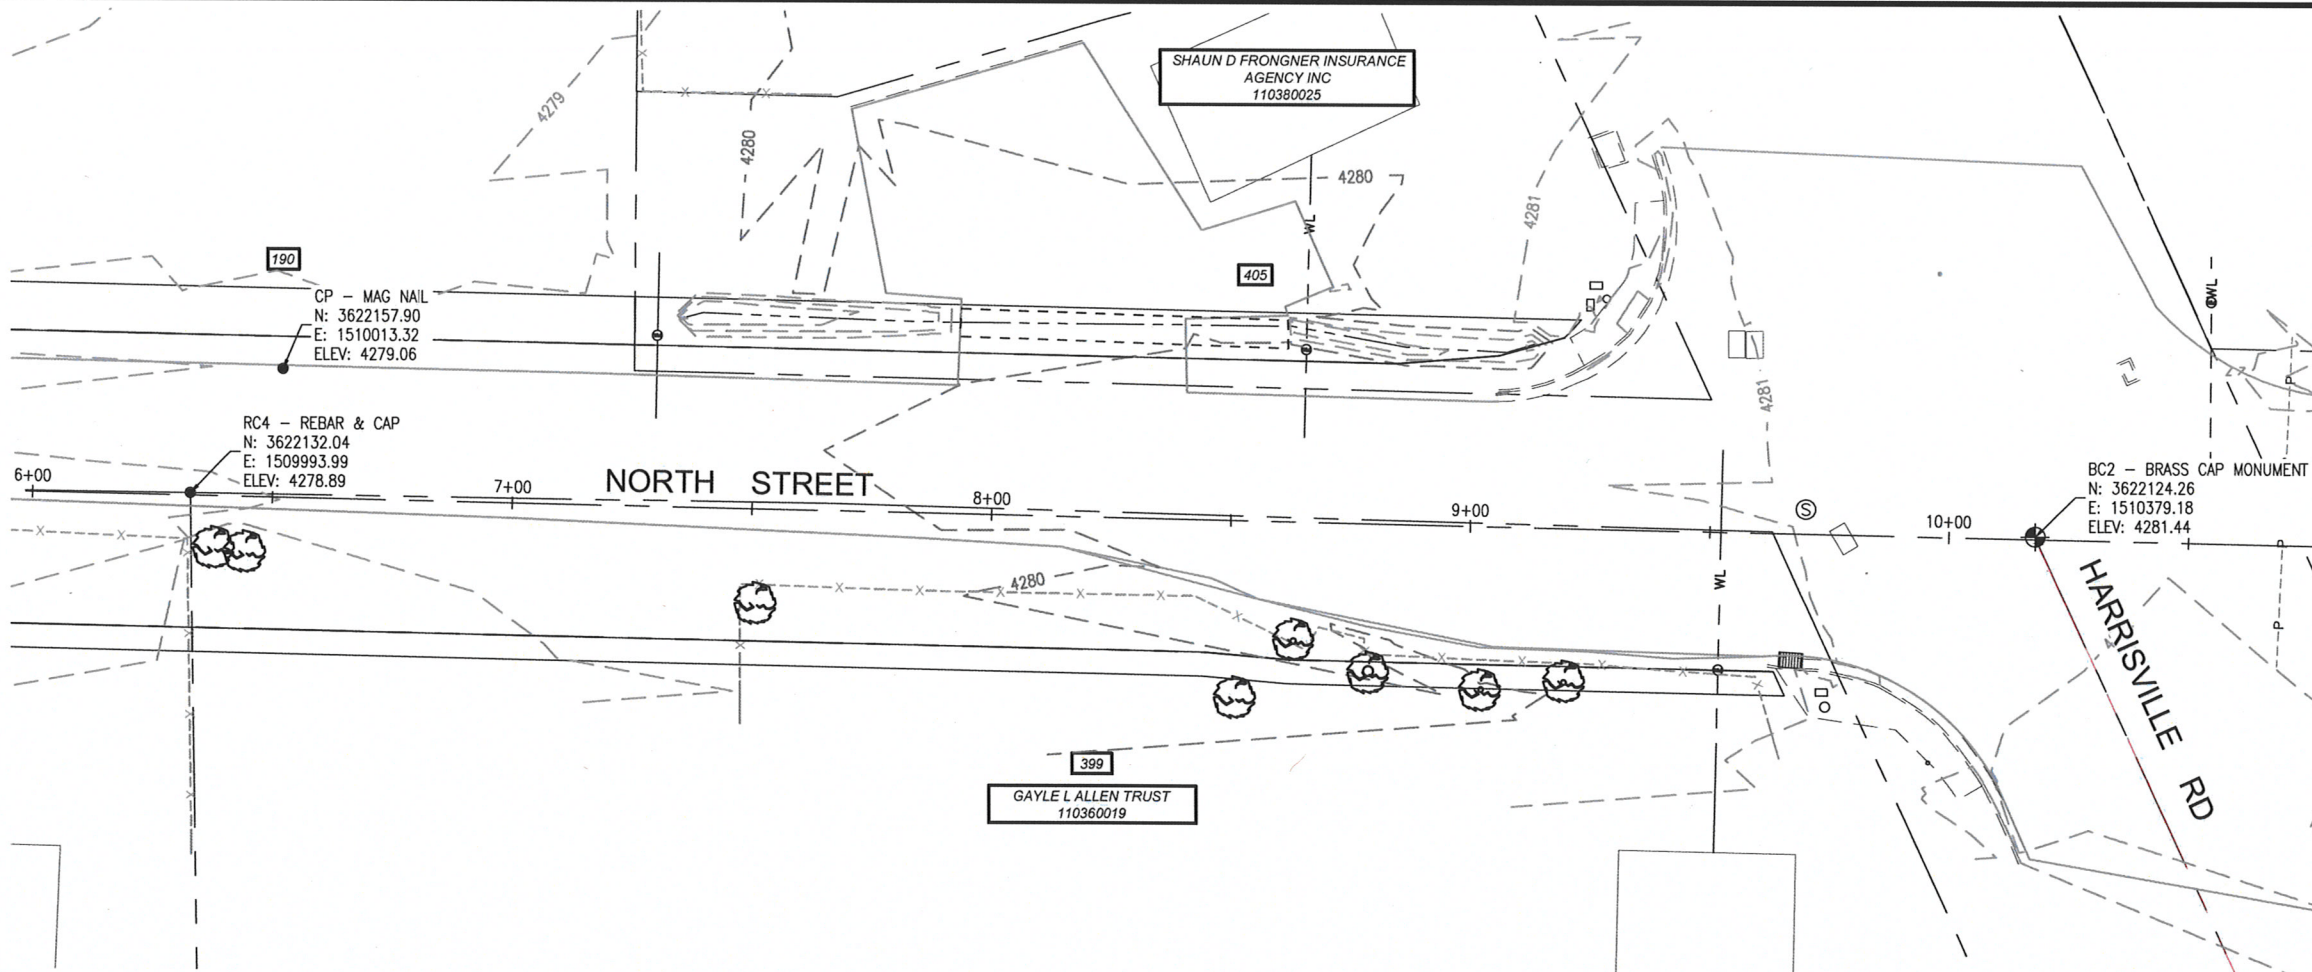 SHAUN D FRONGNER INSURANCE
AGENCY INC
110380025
4279
4280
4280
4281
WL
190
405
CP – MAG NAIL
N: 3622157.90
E: 1510013.32
ELEV: 4279.06
WL
4281
RC4 – REBAR & CAP
N: 3622132.04
E: 1509993.99
ELEV: 4278.89
6+00
7+00
NORTH STREET
8+00
9+00
S
10+00
BC2 – BRASS CAP MONUMENT
N: 3622124.26
E: 1510379.18
ELEV: 4281.44
P
P
P
WL
4280
HARRISVILLE RD
399
GAYLE L ALLEN TRUST
110360019